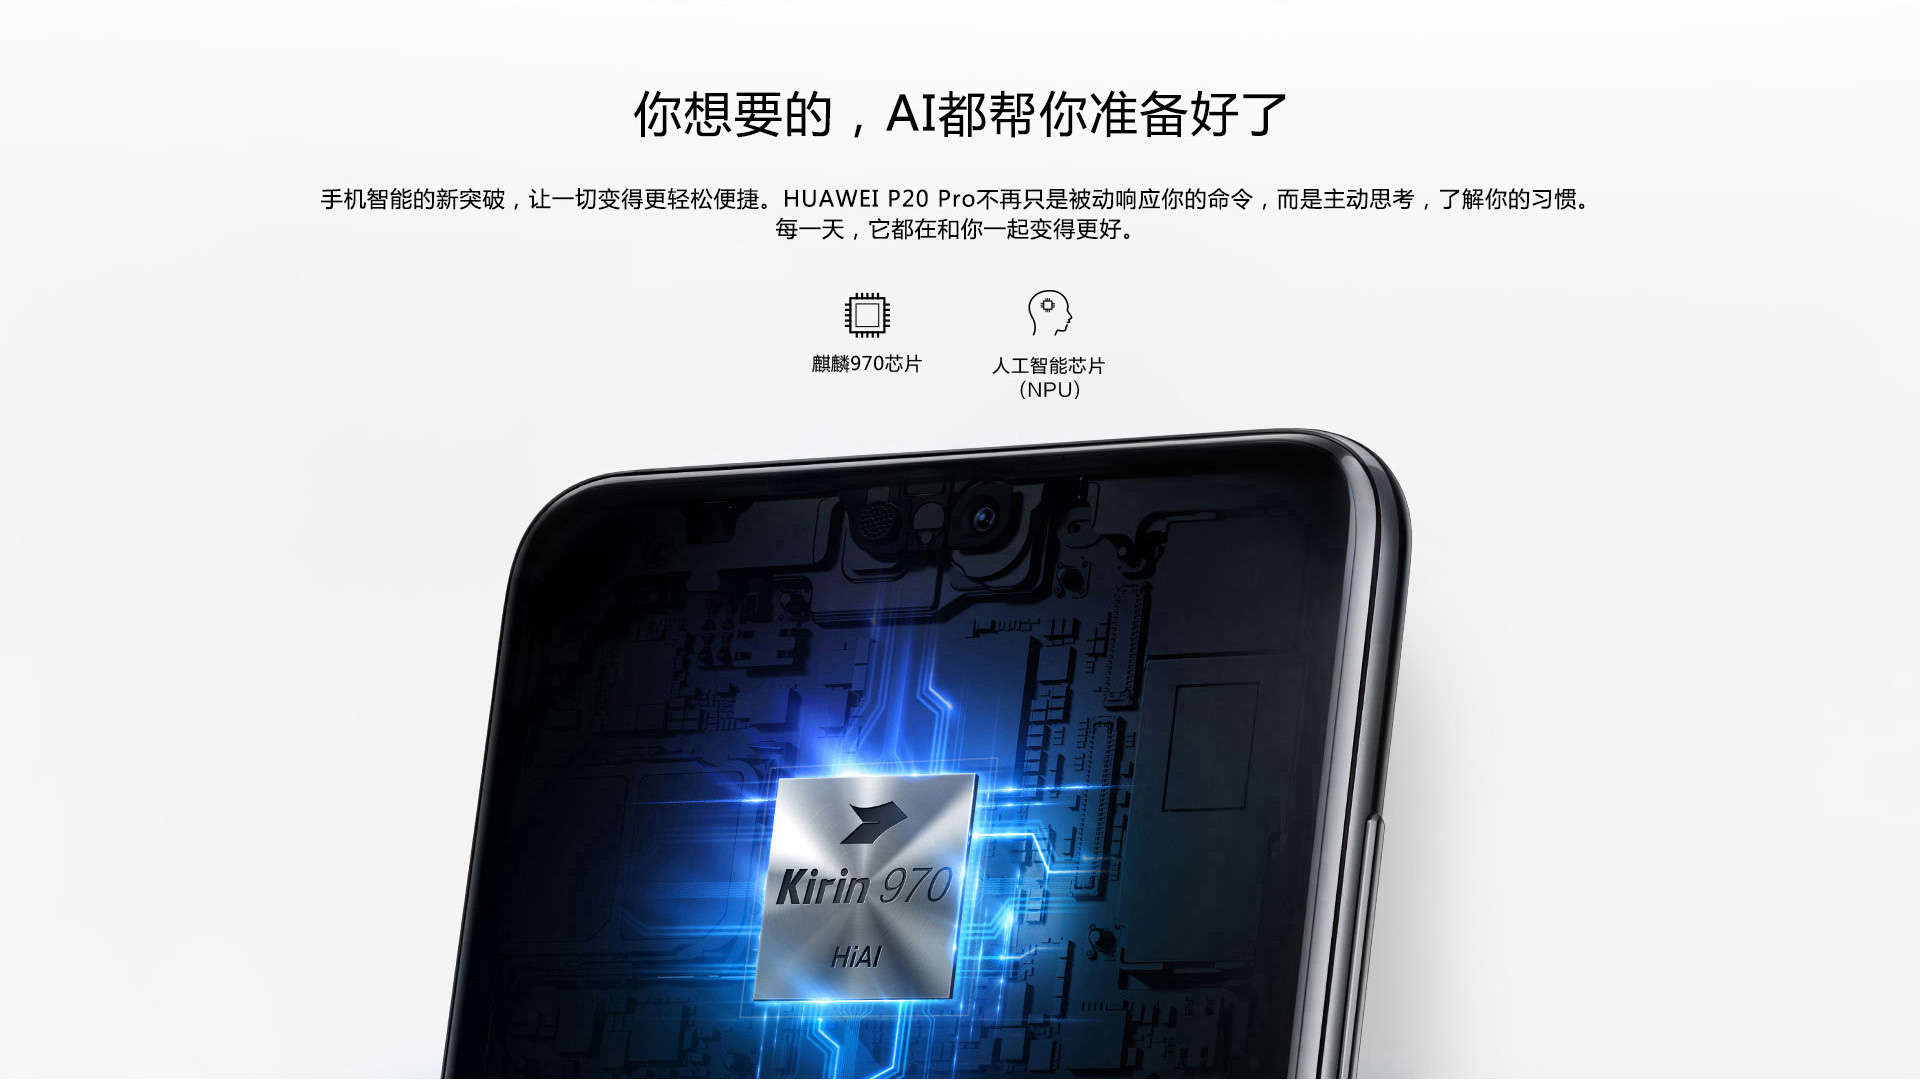 你想要的，AI都帮你准备好了
手机智能的新突破，让一切变得更轻松便捷。HUAWEI P20 Pro不再只是被动响应你的命令，而是主动思考，了解你的习惯。
每一天，它都在和你一起变得更好。
麒麟970芯片
人工智能芯片
（NPU）
Kirin 970
HiAI